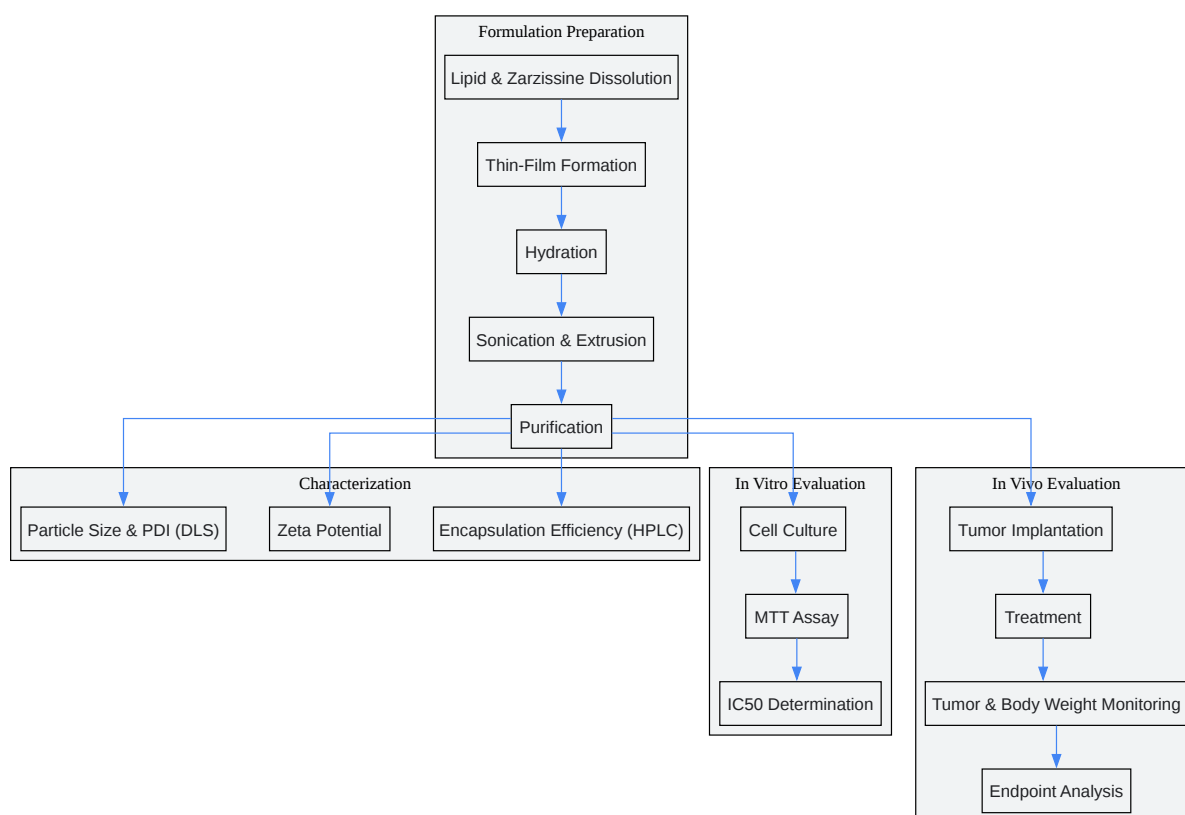 Formulation Preparation
Lipid & Zarzissine Dissolution
Thin-Film Formation
Hydration
Sonication & Extrusion
Purification
Characterization
Particle Size & PDI (DLS)
Zeta Potential
Encapsulation Efficiency (HPLC)
In Vitro Evaluation
Cell Culture
MTT Assay
IC50 Determination
In Vivo Evaluation
Tumor Implantation
Treatment
Tumor & Body Weight Monitoring
Endpoint Analysis